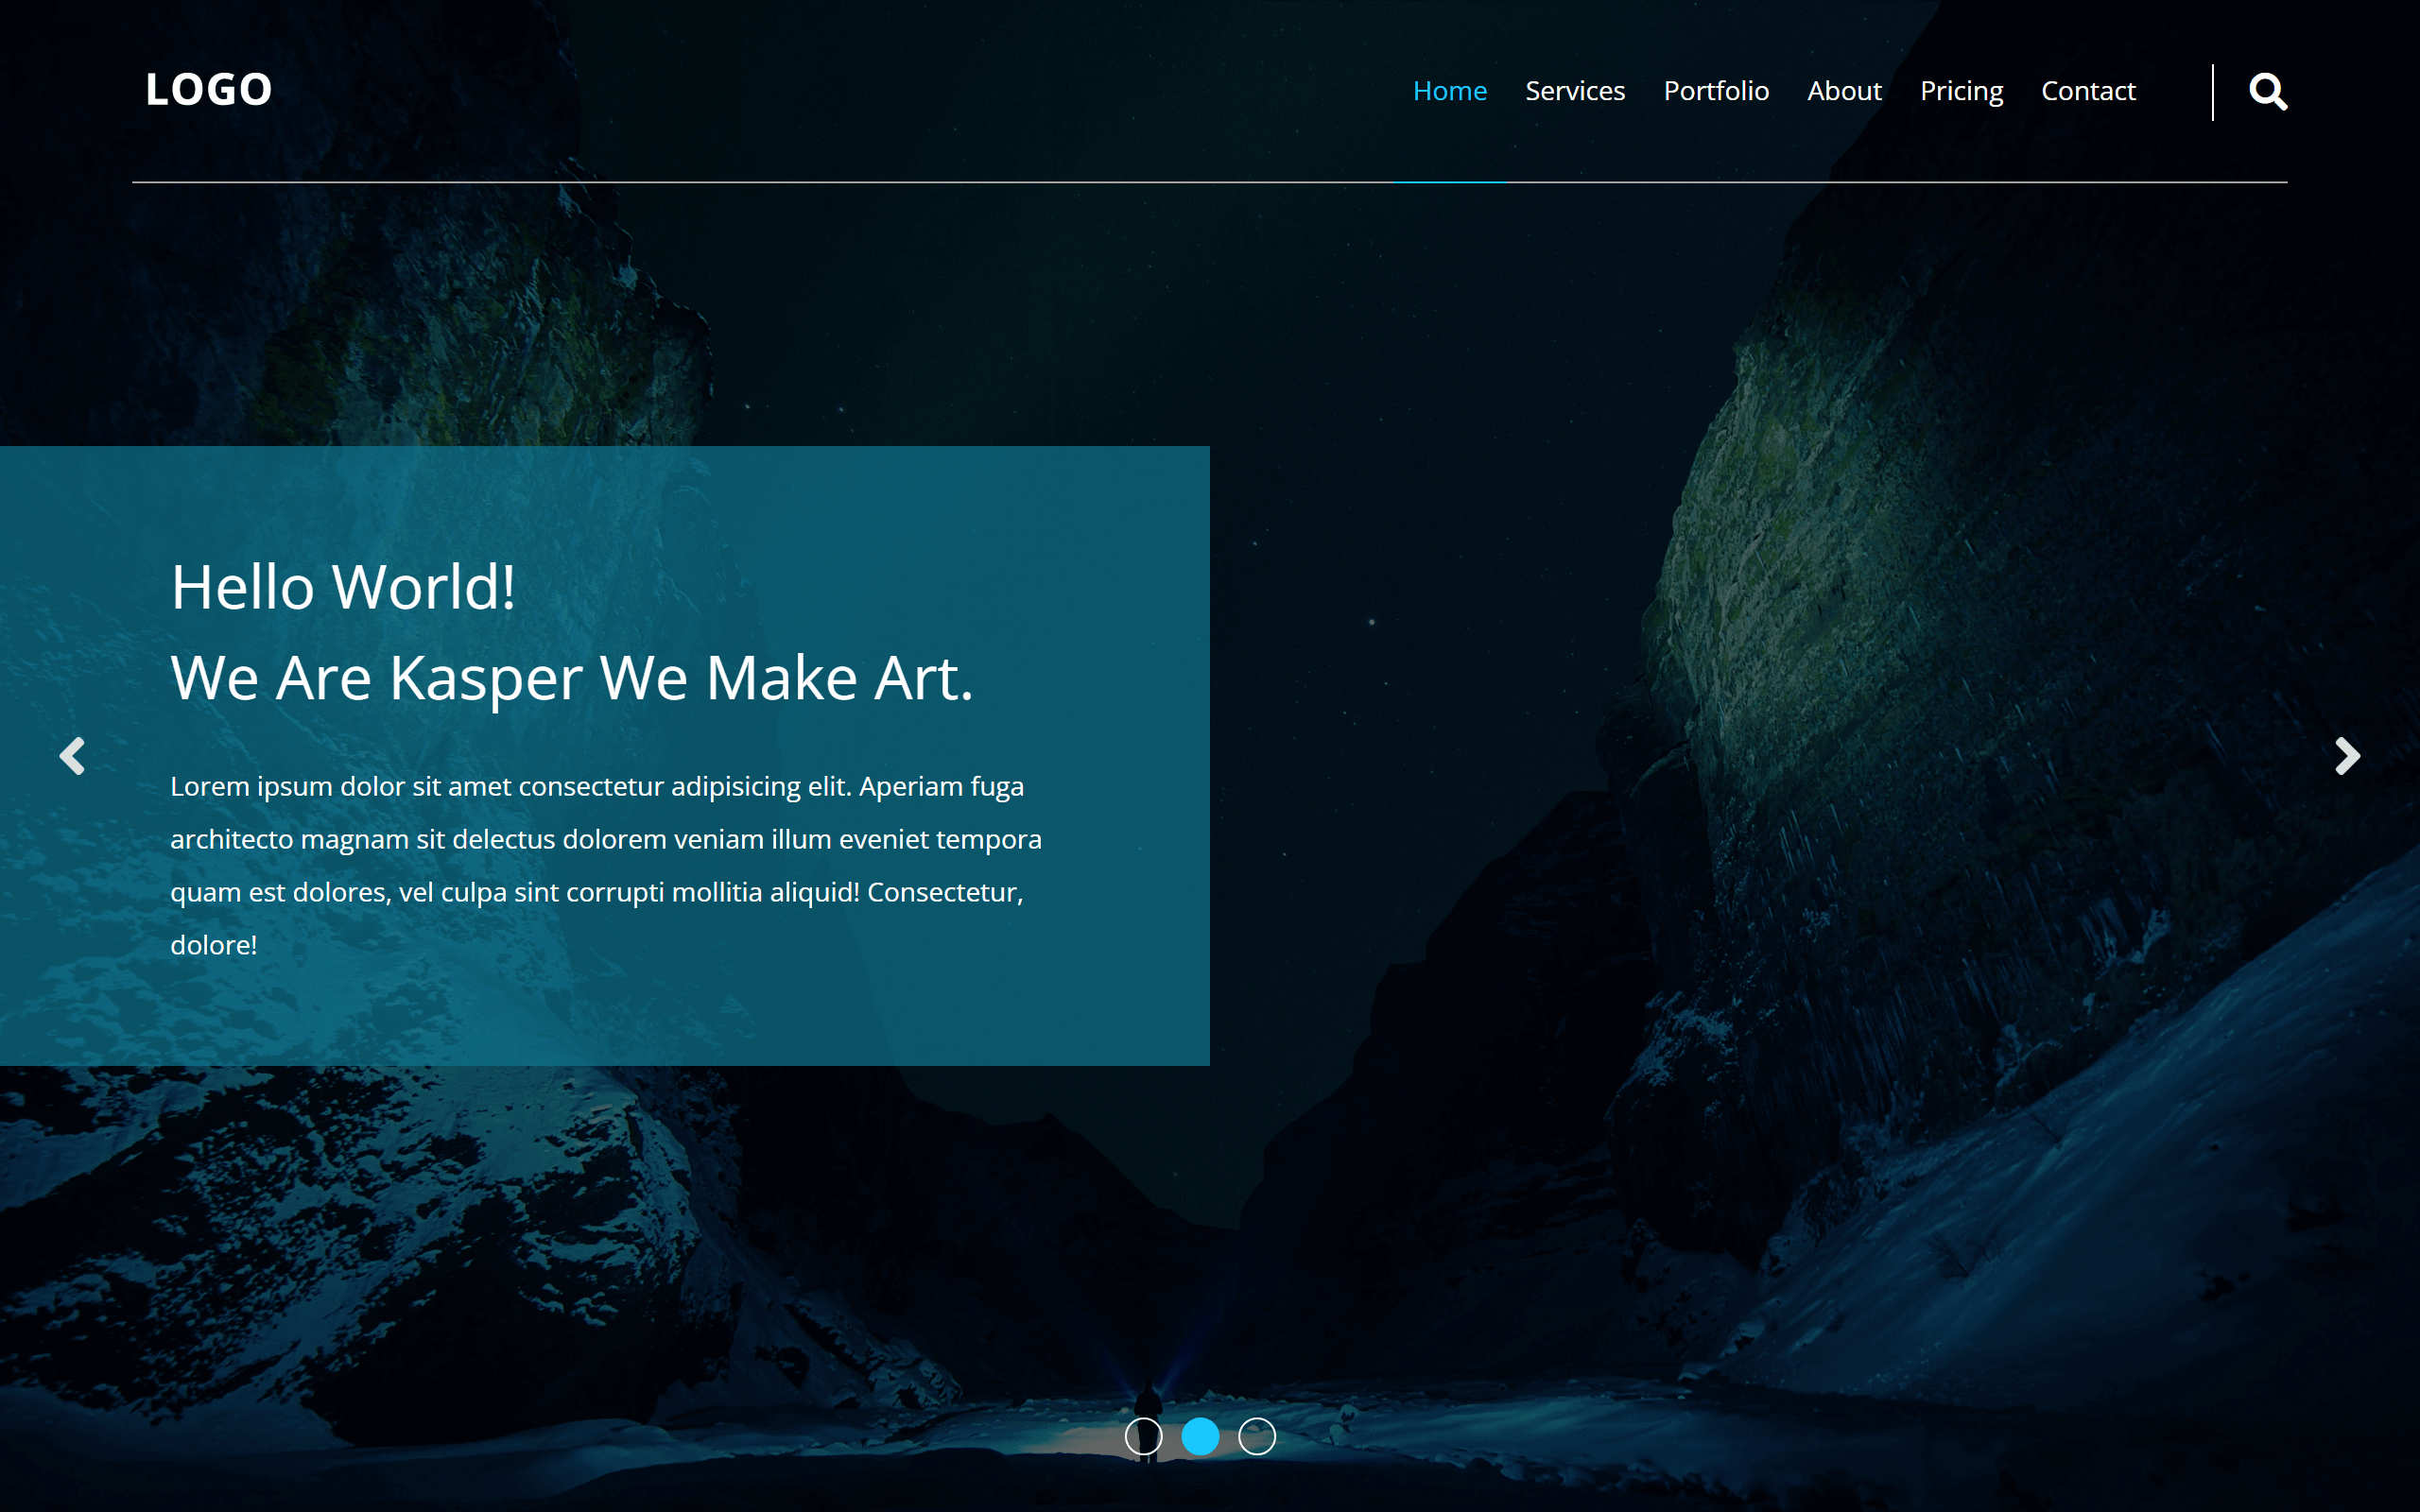 LOGO
Home Services Portfolio About Pricing Contact
Hello World!
We Are Kasper We Make Art.
Lorem ipsum dolor sit amet consectetur adipisicing elit. Aperiam fuga
architecto magnam sit delectus dolorem veniam illum eveniet tempora
quam est dolores, vel culpa sint corrupti mollitia aliquid! Consectetur,
dolore!